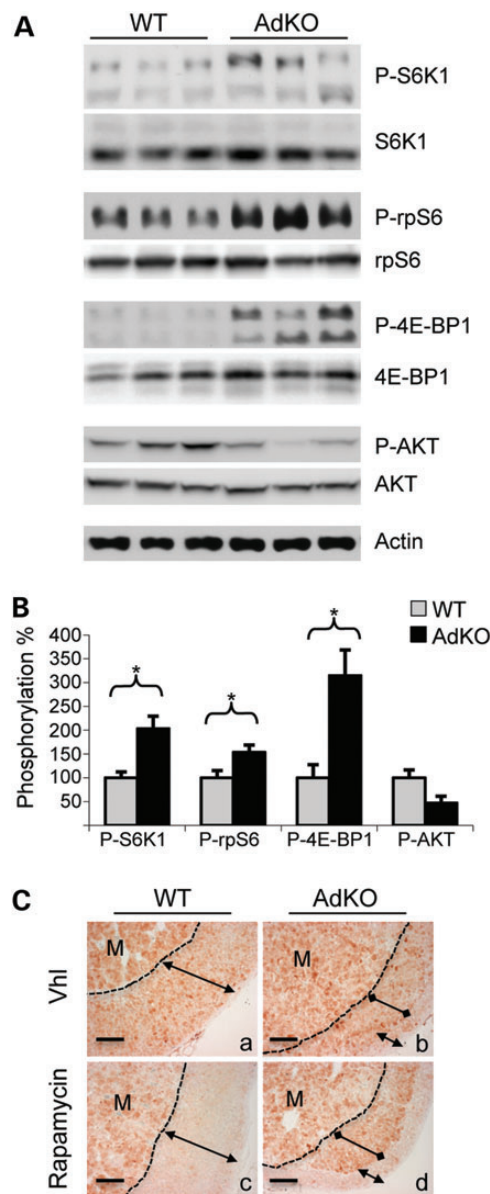 A
WT AdKO
P-S6K1
S6K1
P-rpS6
rpS6
P-4E-BP1
4E-BP1
P-AKT
AKT
Actin
B
WT
AdKO
Phosphorylation %
400
350
300
250
200
150
100
50
* * *
P-S6K1 P-rpS6 P-4E-BP1 P-AKT
C
WT AdKO
Vhl
M a M b
Rapamycin
M c M d